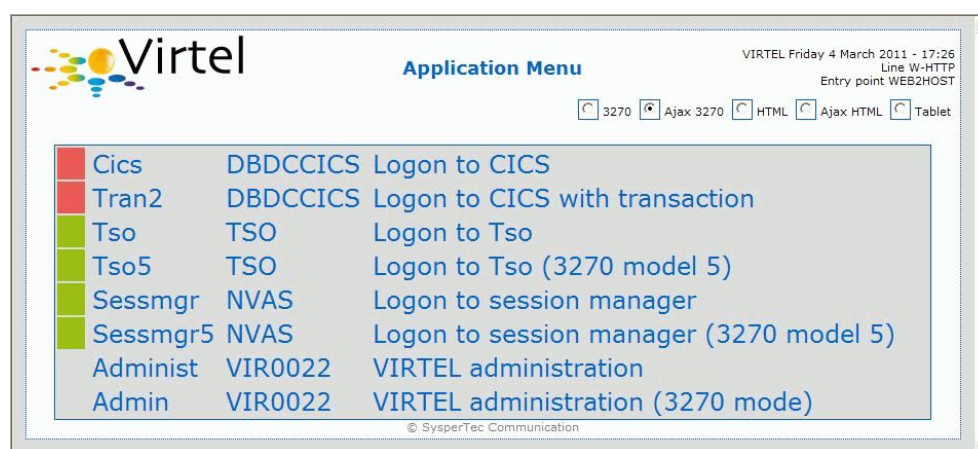 Virtel
Application Menu
VIRTEL Friday 4 March 2011 - 17:26
Line W-HTTP
Entry point WEB2HOST
3270 Ajax 3270 HTML Ajax HTML Tablet
Cics DBDCCICS Logon to CICS
Tran2 DBDCCICS Logon to CICS with transaction
Tso TSO Logon to Tso
Tso5 TSO Logon to Tso (3270 model 5)
Sessmgr NVAS Logon to session manager
Sessmgr5 NVAS Logon to session manager (3270 model 5)
Administ VIR0022 VIRTEL administration
Admin VIR0022 VIRTEL administration (3270 mode)
© SysperTec Communication